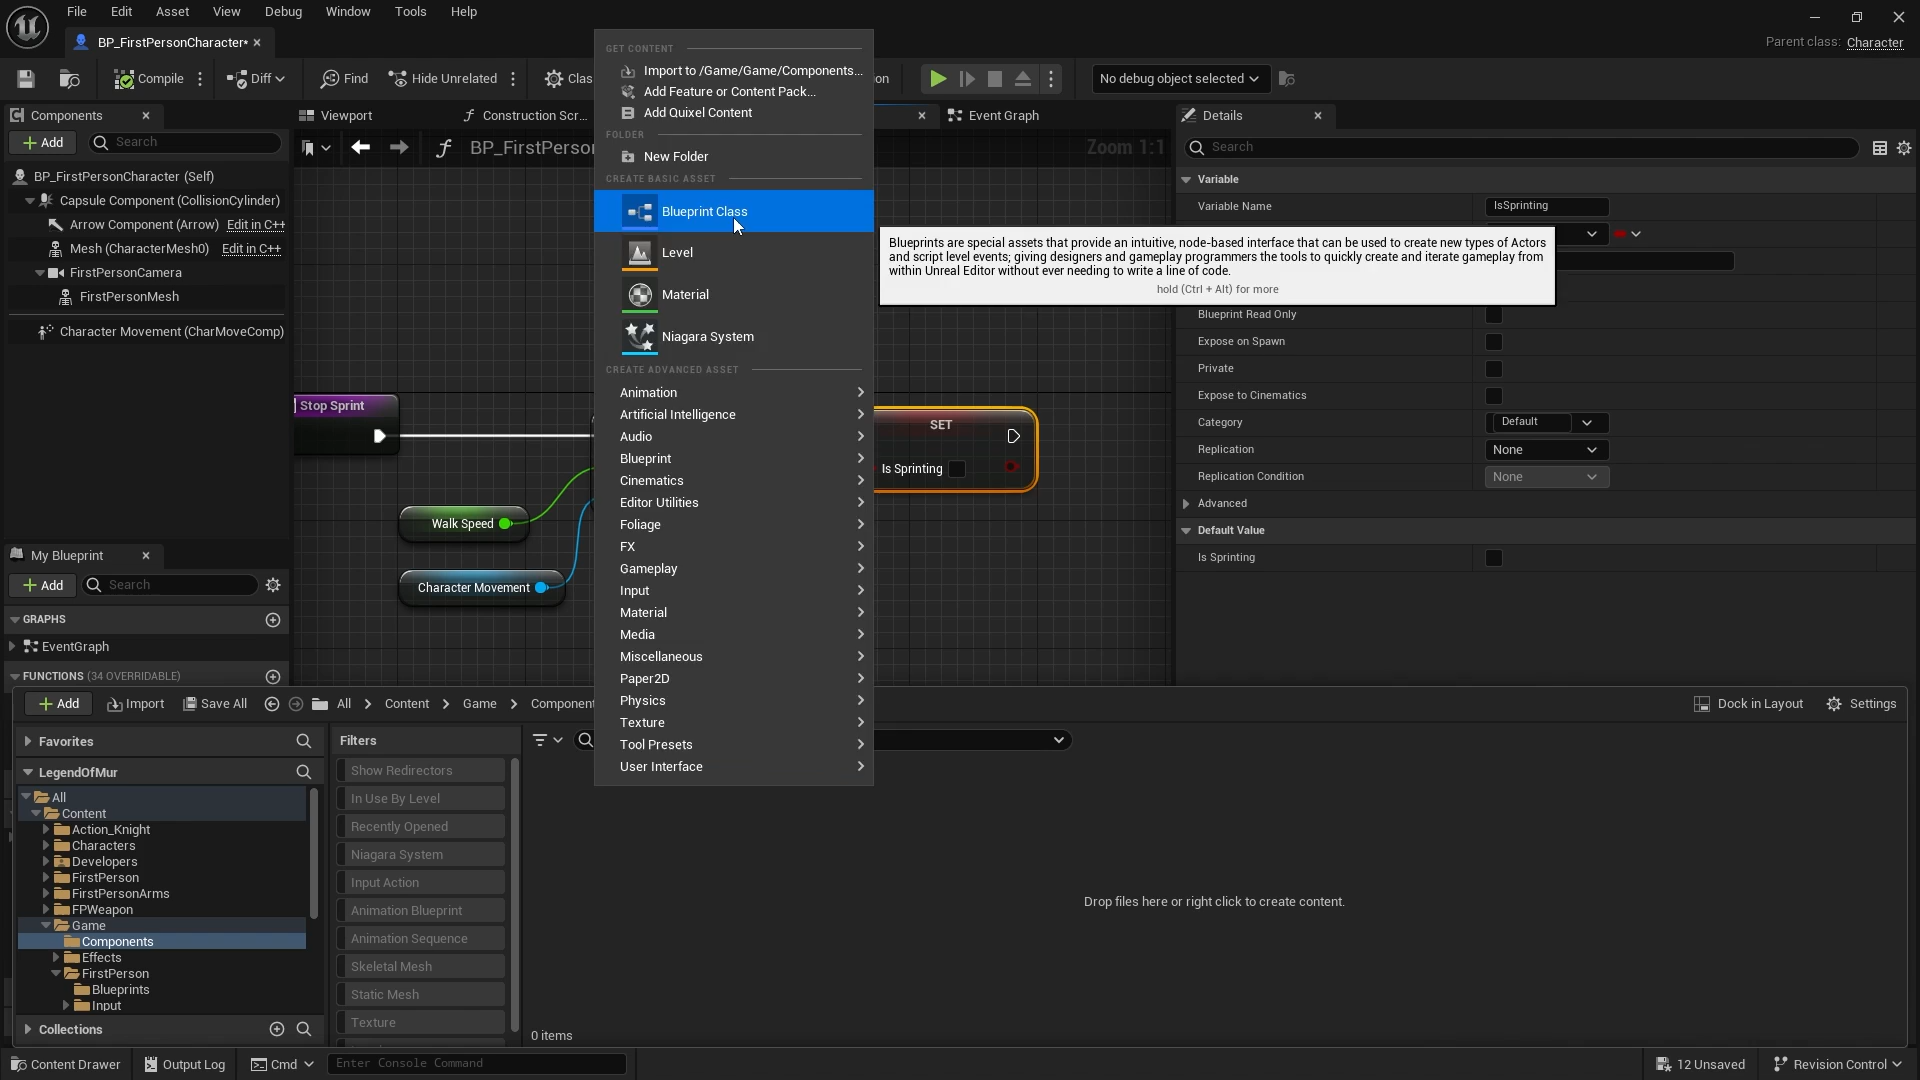 File Edit Asset View Debug Window Tools Help
BP_FirstPersonCharacter*
Parent class: Character
Compile
Diff
Find
Hide Unrelated
No debug object selected
Components
Add
Search
BP_FirstPersonCharacter (Self)
Capsule Component (CollisionCylinder)
Arrow Component (Arrow) Edit in C++
Mesh (CharacterMesh0) Edit in C++
FirstPersonCamera
FirstPersonMesh
Character Movement (CharMoveComp)
My Blueprint
Add
Search
GRAPHS
EventGraph
FUNCTIONS (34 OVERRIDABLE)
Viewport
Construction Scr...
Event Graph
Zoom 1:1
Stop Sprint
Walk Speed
Character Movement
SET
Is Sprinting
GET CONTENT
Import to /Game/Game/Components...
Add Feature or Content Pack...
Add Quixel Content
FOLDER
New Folder
CREATE BASIC ASSET
Blueprint Class
Level
Material
Niagara System
CREATE ADVANCED ASSET
Animation
Artificial Intelligence
Audio
Blueprint
Cinematics
Editor Utilities
Foliage
FX
Gameplay
Input
Material
Media
Miscellaneous
Paper2D
Physics
Texture
Tool Presets
User Interface
Blueprints are special assets that provide an intuitive, node-based interface that can be used to create new types of Actors
and script level events; giving designers and gameplay programmers the tools to quickly create and iterate gameplay from
within Unreal Editor without ever needing to write a line of code.
hold (Ctrl + Alt) for more
Details
Search
Variable
Variable Name IsSprinting
Blueprint Read Only
Expose on Spawn
Private
Expose to Cinematics
Category Default
Replication None
Replication Condition None
Advanced
Default Value
Is Sprinting
Add Import Save All All Content Game
Dock in Layout Settings
Favorites
LegendOfMur
All
Content
Action_Knight
Characters
Developers
FirstPerson
FirstPersonArms
FPWeapon
Game
Components
Effects
FirstPerson
Blueprints
Input
Collections
Filters
Show Redirectors
In Use By Level
Recently Opened
Niagara System
Input Action
Animation Blueprint
Animation Sequence
Skeletal Mesh
Static Mesh
Texture
Drop files here or right click to create content.
0 items
Content Drawer Output Log Cmd Enter Console Command
12 Unsaved Revision Control